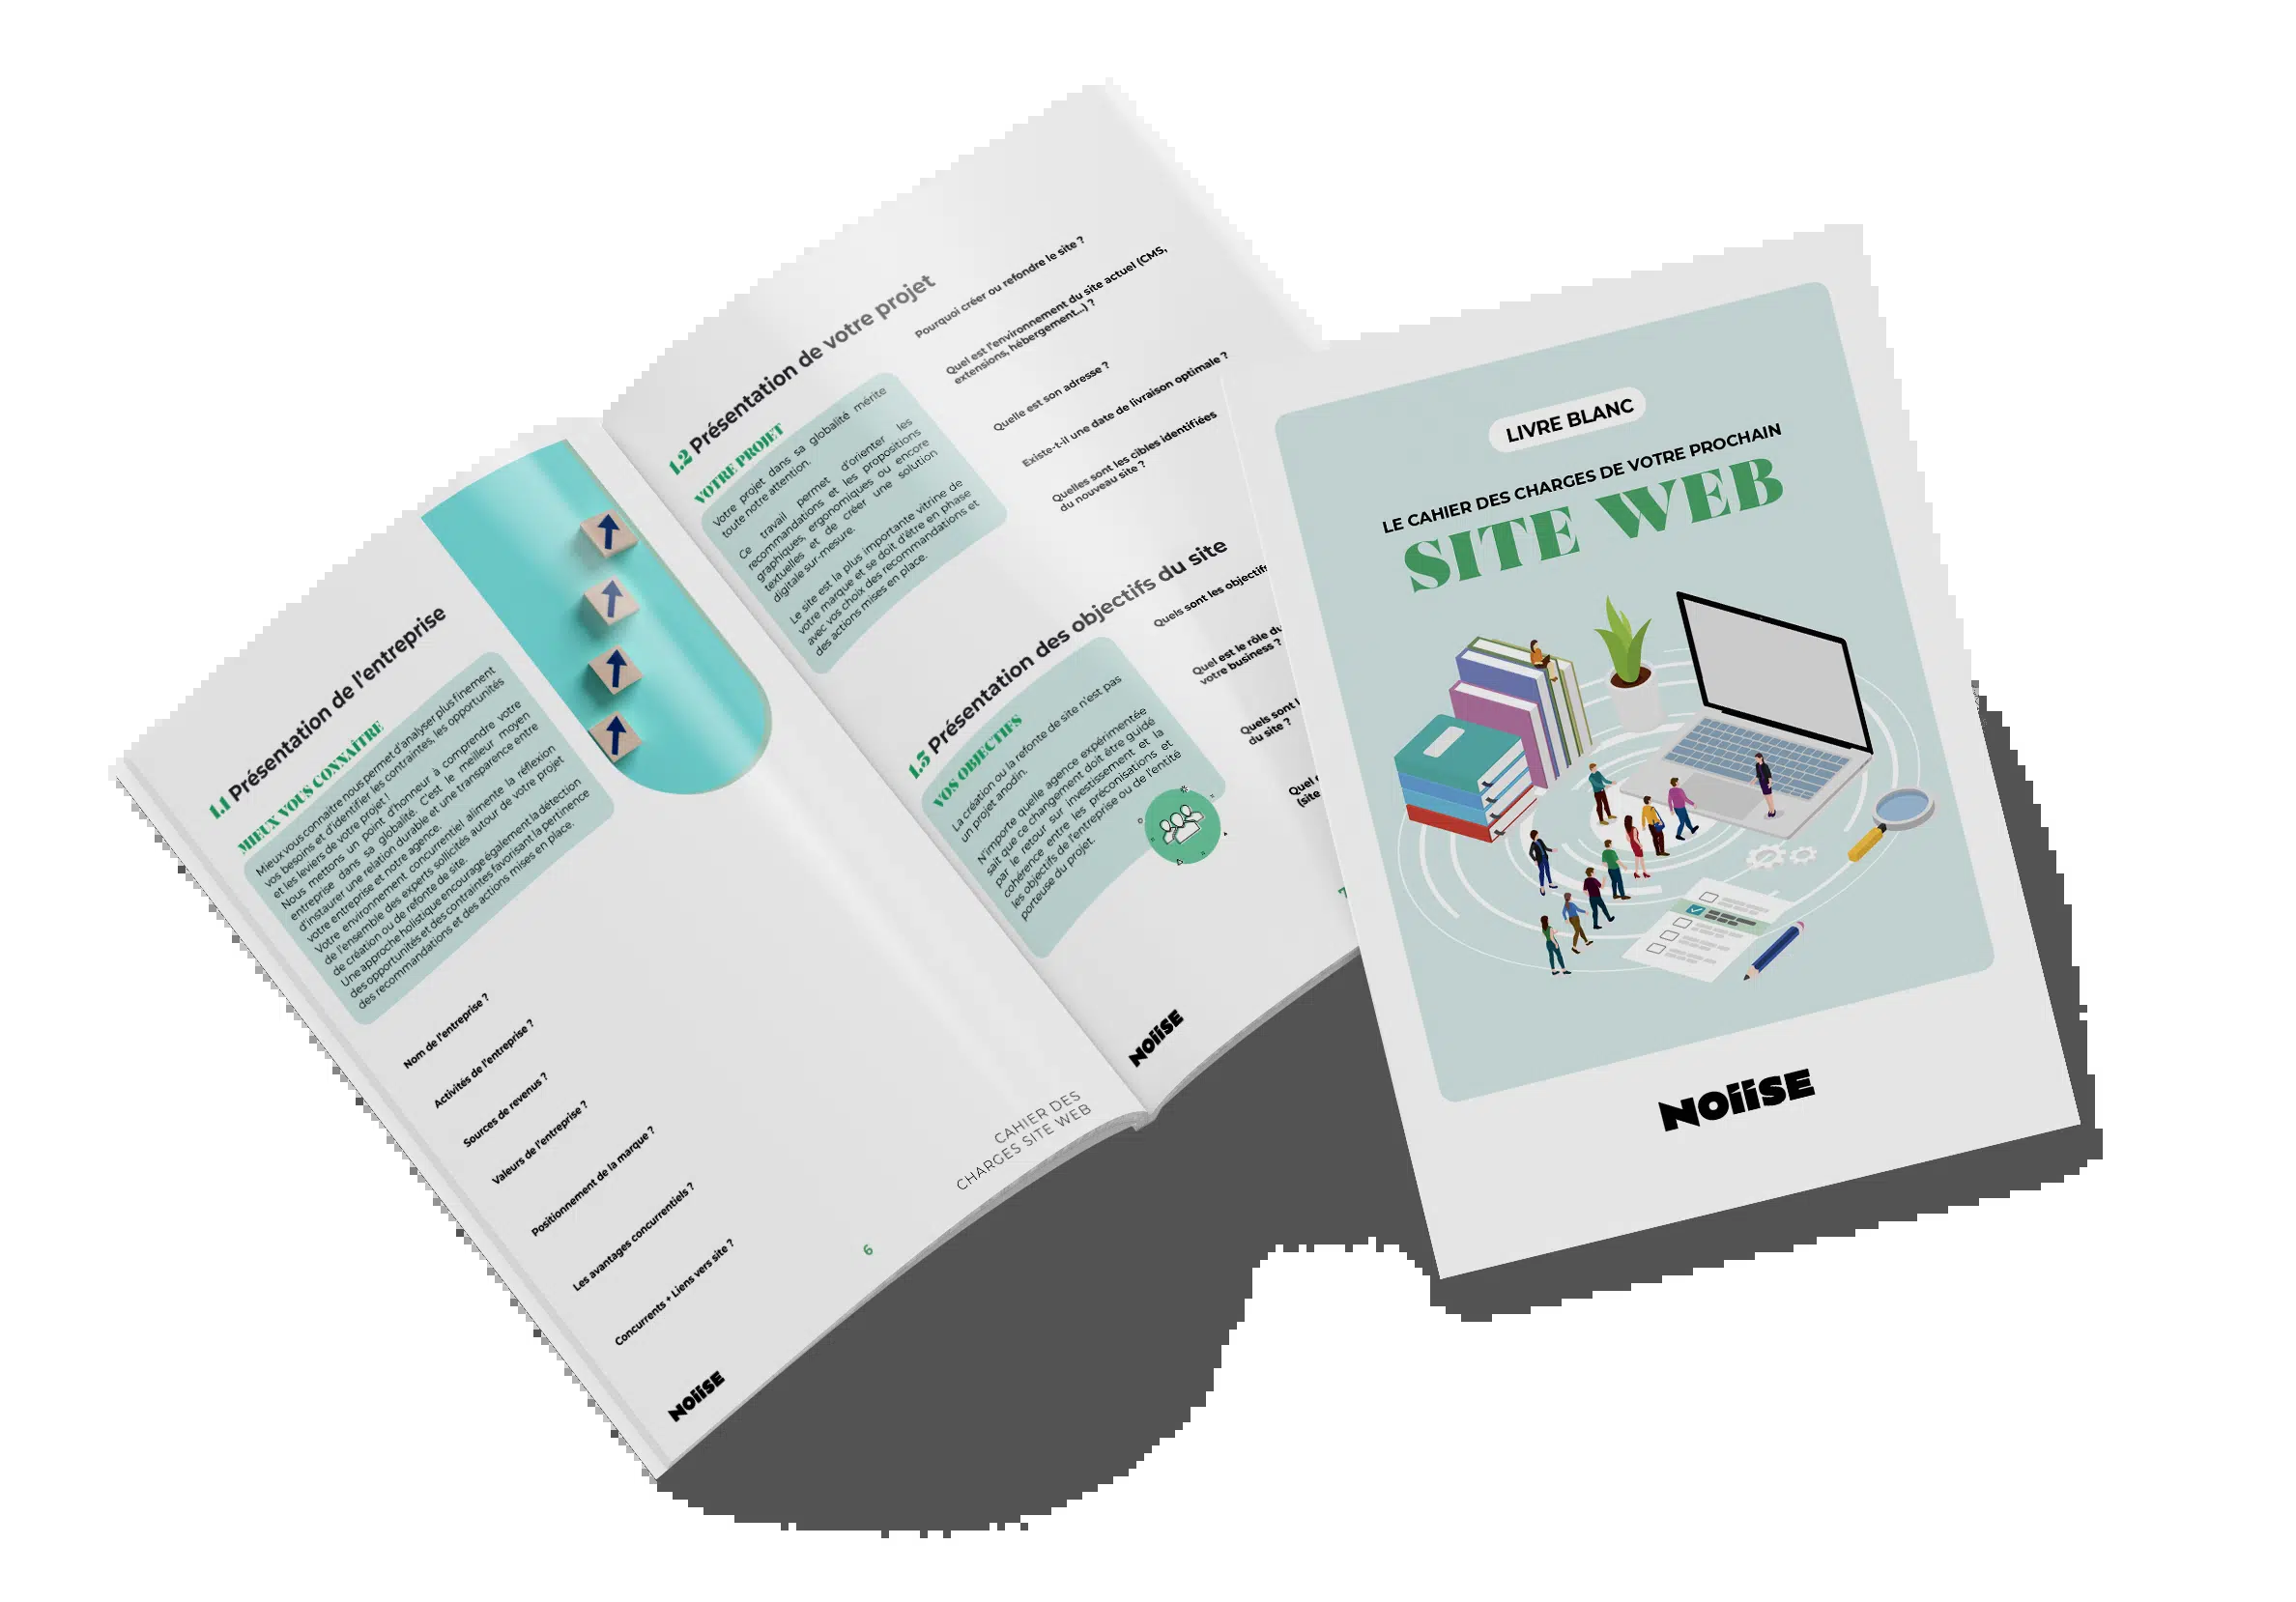 1.1 Présentation de l'entreprise
MIEUX VOUS CONNAÎTRE
Mieux vous connaitre nous permet d'analyser plus finement
vos besoins et d'identifier les contraintes, les opportunités
et les leviers de votre projet !
Nous mettons un point d'honneur à comprendre votre
entreprise dans sa globalité. C'est le meilleur moyen
d'instaurer une relation durable et une transparence entre
votre entreprise et notre agence.
Votre environnement concurrentiel alimente la réflexion
de l'ensemble des experts sollicités autour de votre projet
de création ou de refonte de site.
Une approche holistique encourage également la détection
des opportunités et des contraintes favorisant la pertinence
des recommandations et des actions mises en place.
Nom de l'entreprise ?
Activités de l'entreprise ?
Sources de revenus ?
Valeurs de l'entreprise ?
Positionnement de la marque ?
Les avantages concurrentiels ?
Concurrents + Liens vers site ?
NOIISE
6
CAHIER DES
CHARGES SITE WEB
1.2 Présentation de votre projet
VOTRE PROJET
Votre projet dans sa globalité mérite
toute notre attention.
Ce travail permet d'orienter les
recommandations et les propositions
graphiques, ergonomiques ou encore
textuelles et de créer une solution
digitale sur-mesure.
Le site est la plus importante vitrine de
votre marque et se doit d'être en phase
avec vos choix des recommandations et
des actions mises en place.
Pourquoi créer ou refondre le site ?
Quel est l'environnement du site actuel (CMS,
extensions, hébergement...) ?
Quelle est son adresse ?
Existe-t-il une date de livraison optimale ?
Quelles sont les cibles identifiées
du nouveau site ?
1.3 Présentation des objectifs du site
VOS OBJECTIFS
La création ou la refonte de site n'est pas
un projet anodin.
N'importe quelle agence expérimentée
sait que ce changement doit être guidé
par le retour sur investissement et la
cohérence entre les préconisations et
les objectifs de l'entreprise ou de l'entité
porteuse du projet.
Quels sont les objectifs
Quel est le rôle du
votre business ?
Quels sont l
du site ?
Quel
(site
NOIISE
7
LIVRE BLANC
LE CAHIER DES CHARGES DE VOTRE PROCHAIN
SITE WEB
NOIISE